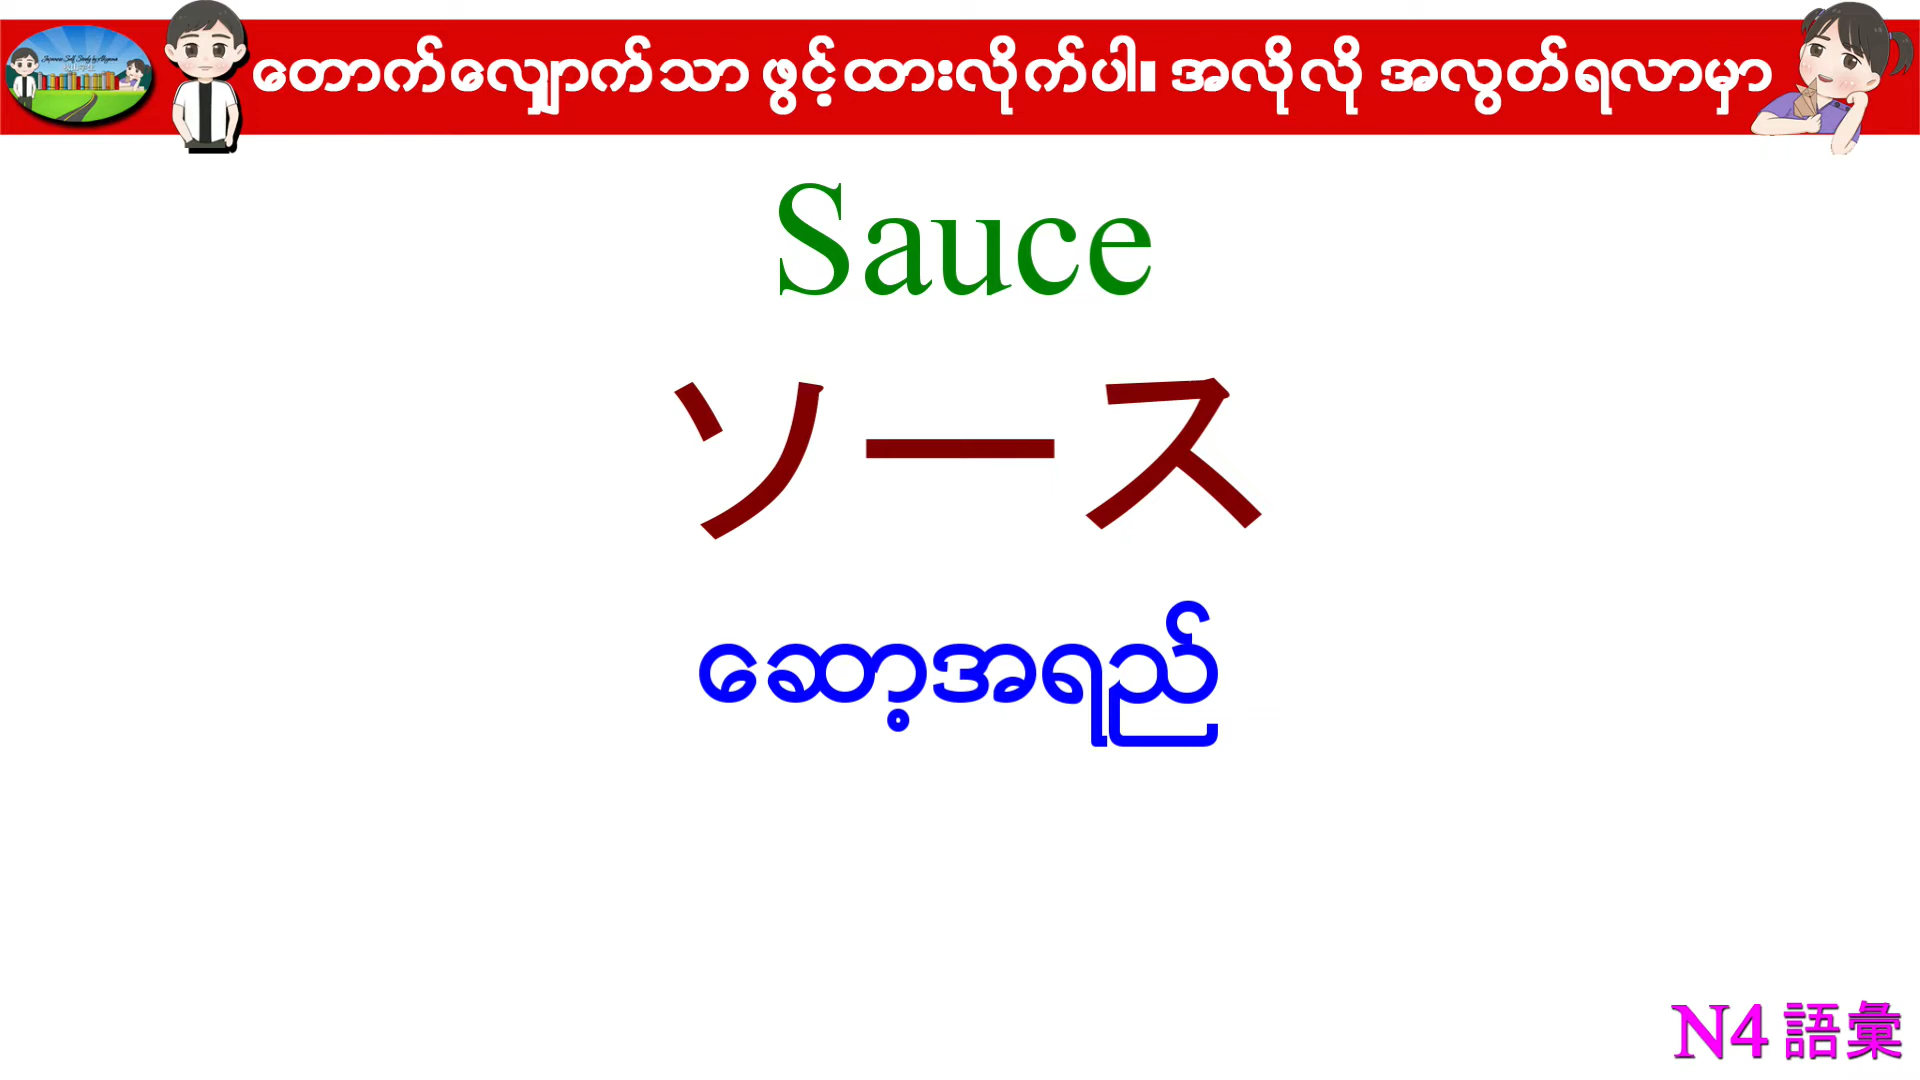 တောက်လျှောက်သာ ဖွင့်ထားလိုက်ပါ။ အလိုလို အလွတ်ရလာမှာ
Sauce
ソース
ဆော့အရည်
N4 語彙